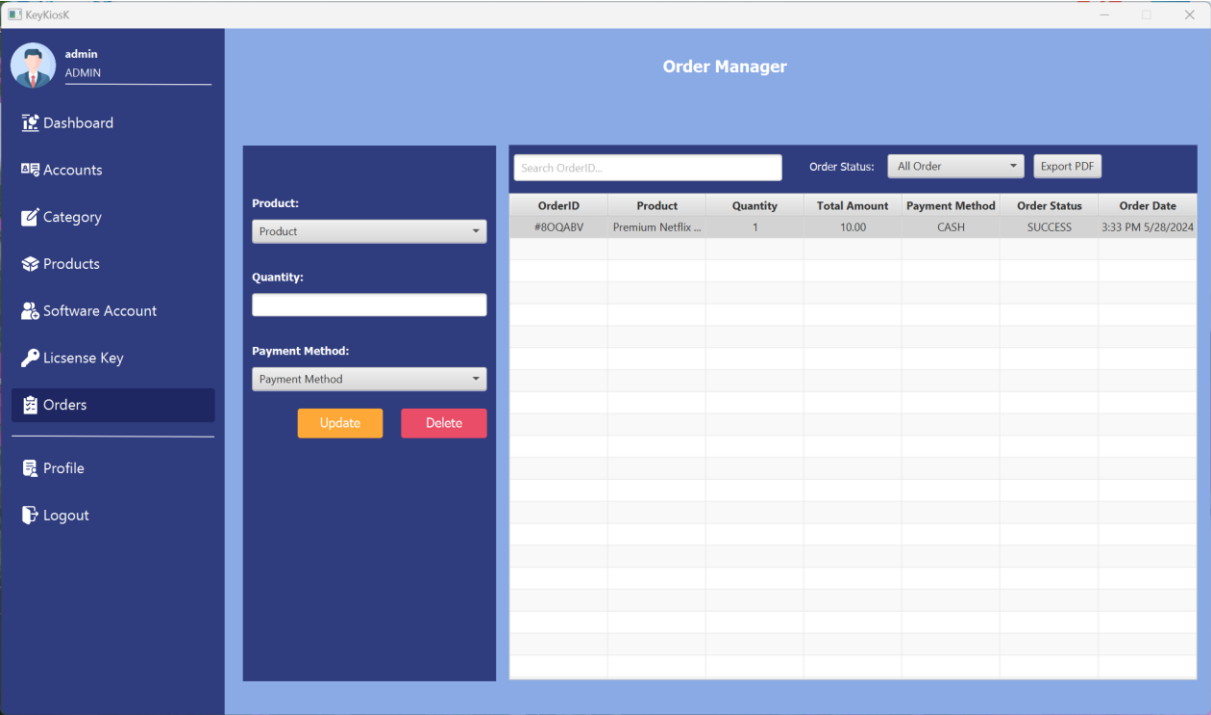 KeyKiosK
admin
ADMIN
Dashboard
Accounts
Category
Products
Software Account
Licsense Key
Orders
Profile
Logout
Order Manager
Product:
Product
Quantity:
Payment Method:
Payment Method
Update Delete
Search OrderID... Order Status: All Order Export PDF
OrderID Product Quantity Total Amount Payment Method Order Status Order Date
#8OQABV Premium Netflix ... 1 10.00 CASH SUCCESS 3:33 PM 5/28/2024